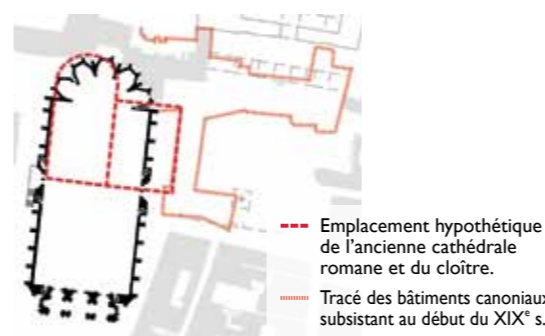 Emplacement hypothétique
de l'ancienne cathédrale
romane et du cloître.
Tracé des bâtiments canoniaux
subsistant au début du XIXe s.